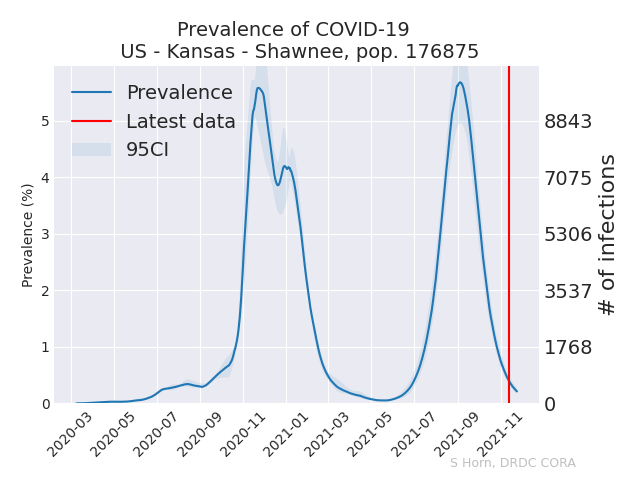 Prevalence of COVID-19
US - Kansas - Shawnee, pop. 176875
Prevalence
Latest data
95CI
Prevalence (%)
5
4
3
2
1
0
8843
7075
5306
3537
1768
0
# of infections
2020-03
2020-05
2020-07
2020-09
2020-11
2021-01
2021-03
2021-05
2021-07
2021-09
2021-11
S Horn, DRDC CORA